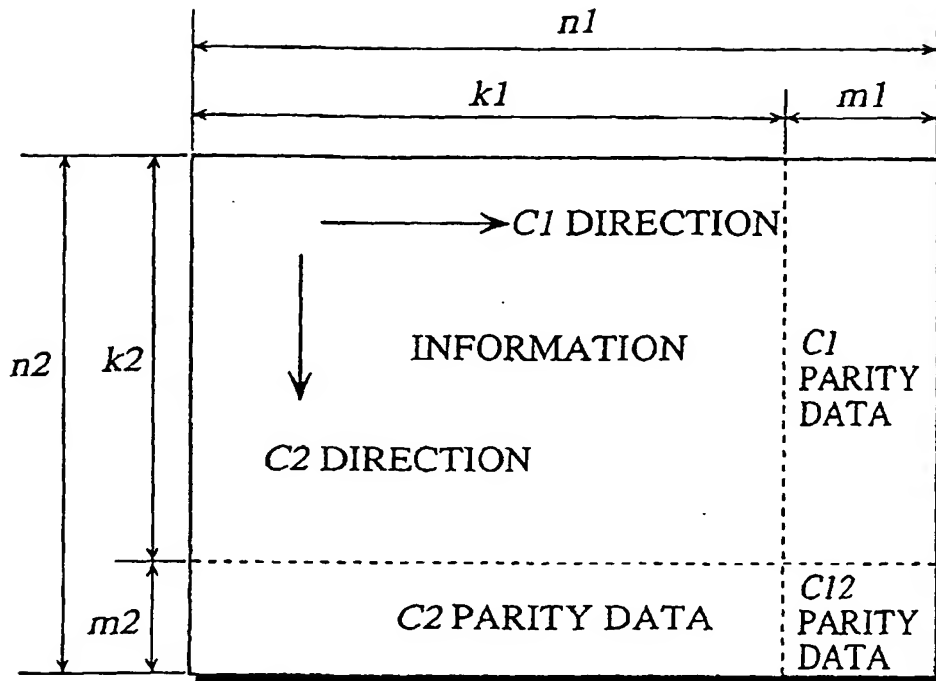 n1
k1
m1
C1 DIRECTION
n2
k2
INFORMATION
C1
PARITY
DATA
C2 DIRECTION
m2
C2 PARITY DATA
C12
PARITY
DATA